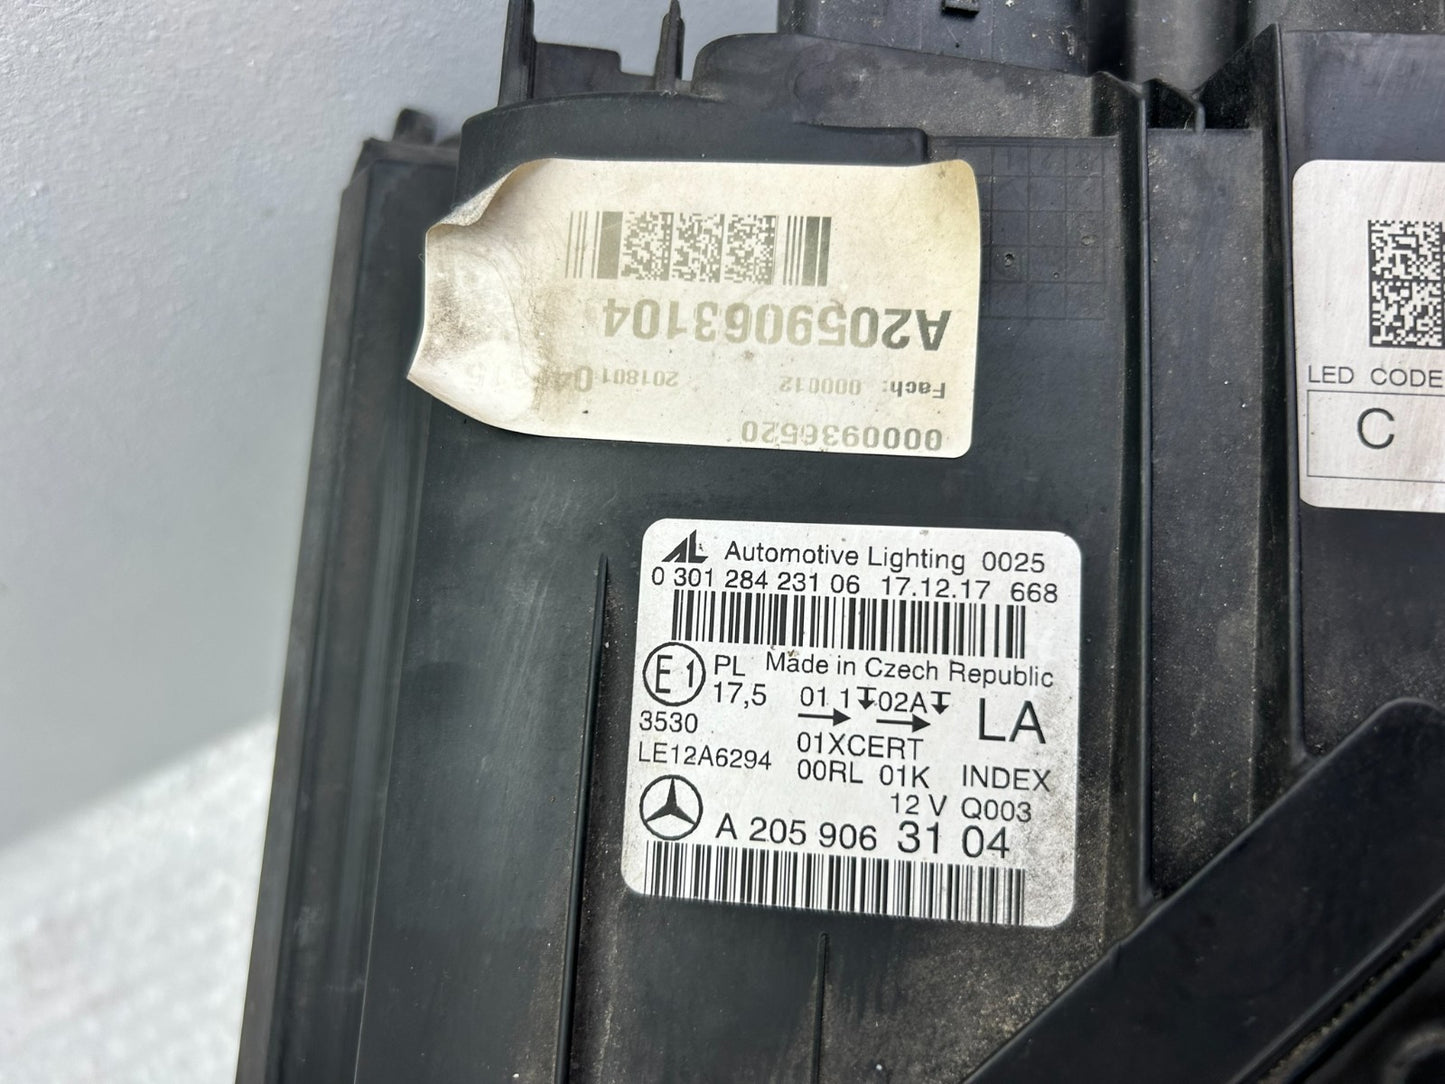 A2059063104
Fach: 000012
201801
0000936520
LED CODE
C
AL Automotive Lighting 0025
0 301 284 231 06 17.12.17 668
E1 PL Made in Czech Republic
17,5 01 1 02A LA
3530
01XCERT
LE12A6294 00RL 01K INDEX
12 V Q003
A 205 906 31 04